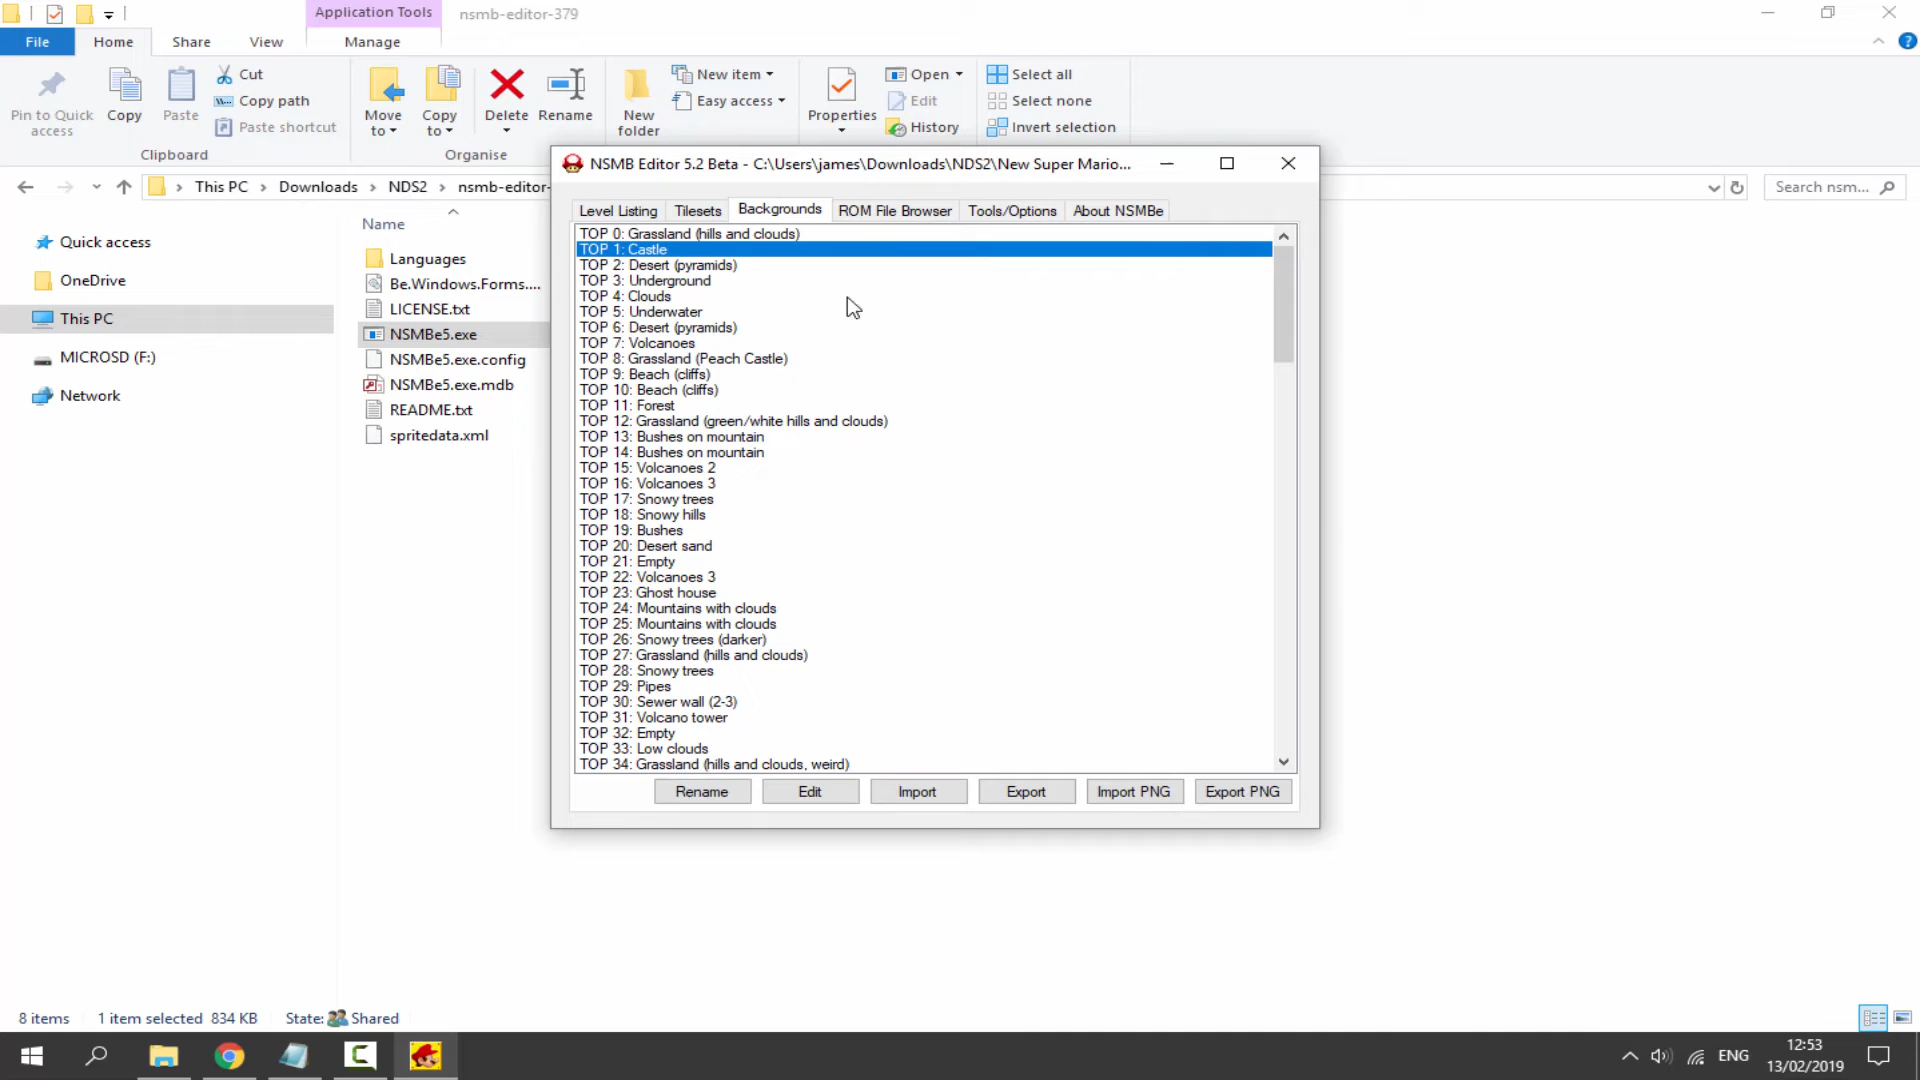 Application Tools
nsmb-editor-379
File
Home
Share
View
Manage
Pin to Quick access
Copy
Paste
Cut
Copy path
Paste shortcut
Clipboard
Move to
Copy to
Delete
Rename
Organise
New folder
New item
Easy access
Properties
Open
Edit
History
Select all
Select none
Invert selection
This PC
Downloads
NDS2
nsmb-editor-
Search nsm...
Quick access
OneDrive
This PC
MICROSD (F:)
Network
Name
Languages
Be.Windows.Forms....
LICENSE.txt
NSMBe5.exe
NSMBe5.exe.config
NSMBe5.exe.mdb
README.txt
spritedata.xml
NSMB Editor 5.2 Beta - C:\Users\james\Downloads\NDS2\New Super Mario...
Level Listing
Tilesets
Backgrounds
ROM File Browser
Tools/Options
About NSMBe
TOP 0: Grassland (hills and clouds)
TOP 1: Castle
TOP 2: Desert (pyramids)
TOP 3: Underground
TOP 4: Clouds
TOP 5: Underwater
TOP 6: Desert (pyramids)
TOP 7: Volcanoes
TOP 8: Grassland (Peach Castle)
TOP 9: Beach (cliffs)
TOP 10: Beach (cliffs)
TOP 11: Forest
TOP 12: Grassland (green/white hills and clouds)
TOP 13: Bushes on mountain
TOP 14: Bushes on mountain
TOP 15: Volcanoes 2
TOP 16: Volcanoes 3
TOP 17: Snowy trees
TOP 18: Snowy hills
TOP 19: Bushes
TOP 20: Desert sand
TOP 21: Empty
TOP 22: Volcanoes 3
TOP 23: Ghost house
TOP 24: Mountains with clouds
TOP 25: Mountains with clouds
TOP 26: Snowy trees (darker)
TOP 27: Grassland (hills and clouds)
TOP 28: Snowy trees
TOP 29: Pipes
TOP 30: Sewer wall (2-3)
TOP 31: Volcano tower
TOP 32: Empty
TOP 33: Low clouds
TOP 34: Grassland (hills and clouds, weird)
Rename
Edit
Import
Export
Import PNG
Export PNG
8 items
1 item selected 834 KB
State: Shared
ENG
12:53
13/02/2019